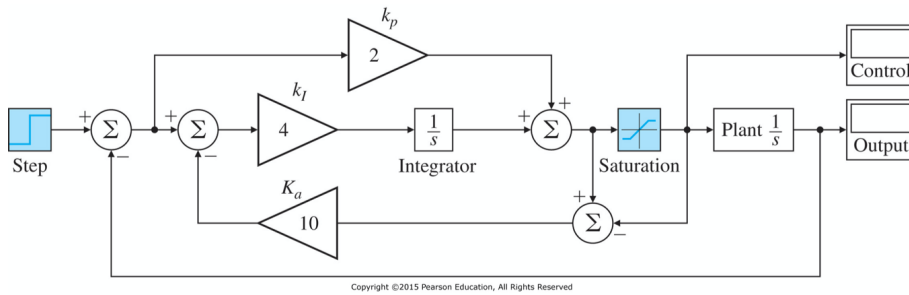 k_p
2
Control
k_I
+ Σ − + Σ − 4 1/s + + Σ Plant 1/s
Step Integrator Saturation Output
K_a
10 + Σ −
Copyright ©2015 Pearson Education, All Rights Reserved